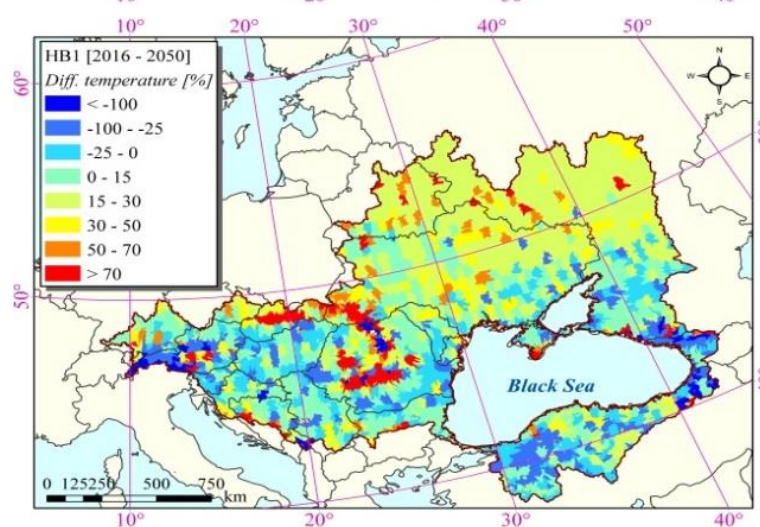 10° 20° 30° 40° 50°
HB1 [2016 - 2050]
Diff. temperature [%]
< -100
-100 - -25
-25 - 0
0 - 15
15 - 30
30 - 50
50 - 70
> 70
N
W E
S
60°
50°
Black Sea
0 125250 500 750
km
10° 20° 30° 40°